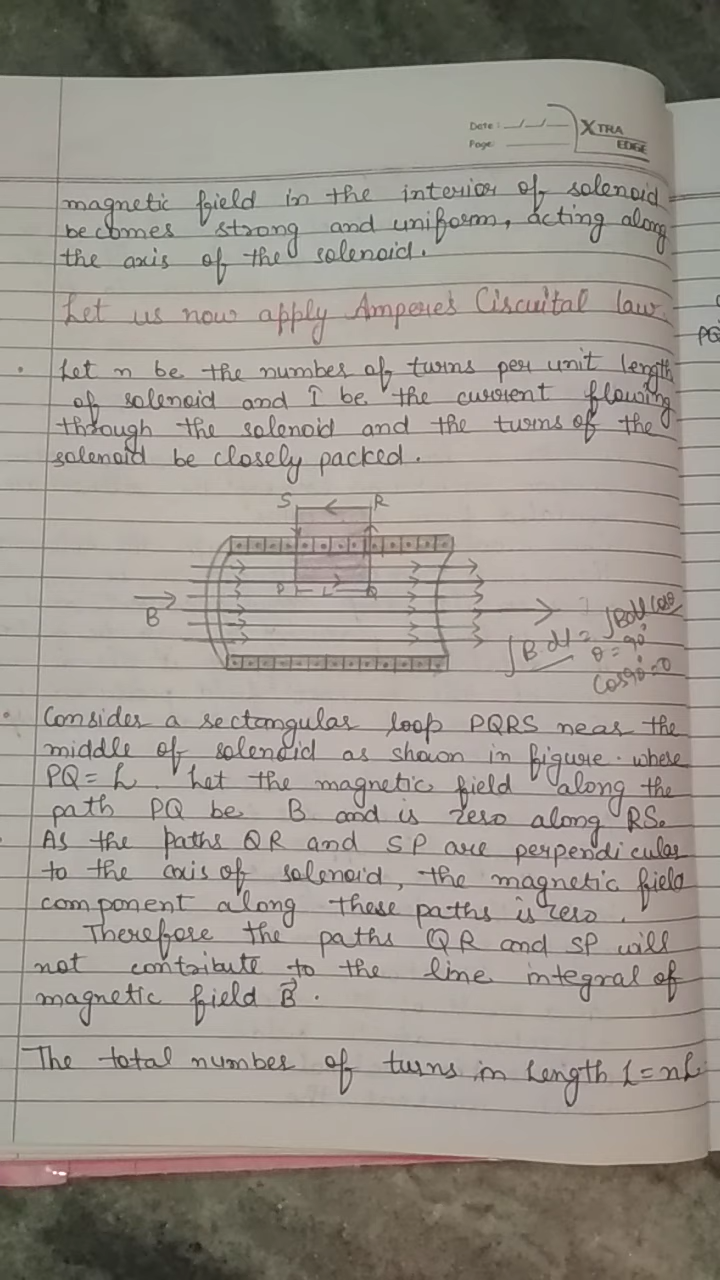 Date : __/__/__
XTRA
EDGE
Page:
magnetic field in the interior of solenoid
becomes strong and uniform, acting along
the axis of the solenoid.
Let us now apply Ampere's Circuital law.
PQ
Let n be the number of turns per unit length
of solenoid and I be the current flowing
through the solenoid and the turns of the
solenoid be closely packed.
S R
P L Q
B
∫B.dl = ∫Bdl cosθ
θ = 90°
cos90°=0
Consider a rectangular loop PQRS near the
middle of solenoid as shown in figure. where
PQ = L. Let the magnetic field along the
path PQ be B and is zero along RS.
As the paths QR and SP are perpendicular
to the axis of solenoid, the magnetic field
component along these paths is zero.
Therefore the paths QR and SP will
not contribute to the line integral of
magnetic field B⃗.
The total number of turns in length L = nL